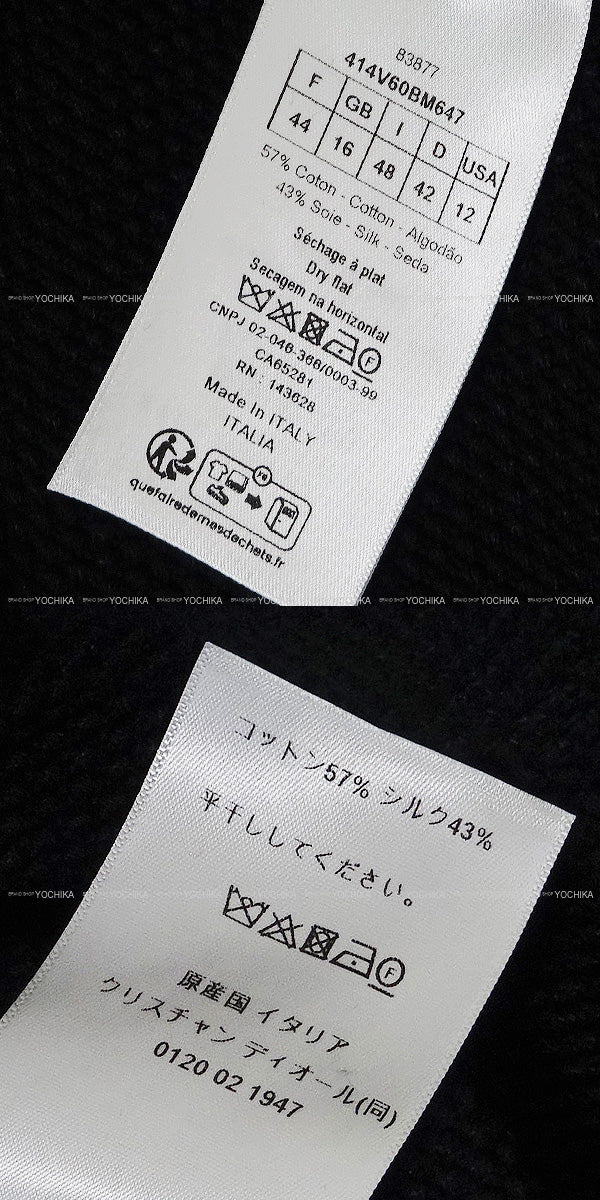 83877
414V60BM647
F GB I D USA
44 16 48 42 12
57% Coton - Cotton - Algodão
43% Soie - Silk - Seda
Séchage à plat
Dry flat
Secagem na horizontal
F
CNPJ 02-046-366/0003-99
CA65281
RN : 143628
Made In ITALY
ITALIA
FR
quefairedemesdechets.fr
BRAND SHOP YOCHIKA
コットン57% シルク43%
平干ししてください。
F
原産国 イタリア
クリスチャン ディオール(同)
0120 02 1947